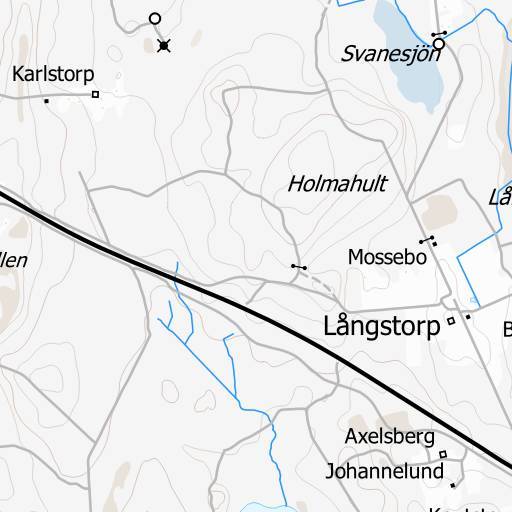 Svanesjön
Karlstorp
Holmahult
Mossebo
Långstorp
Axelsberg
Johannelund